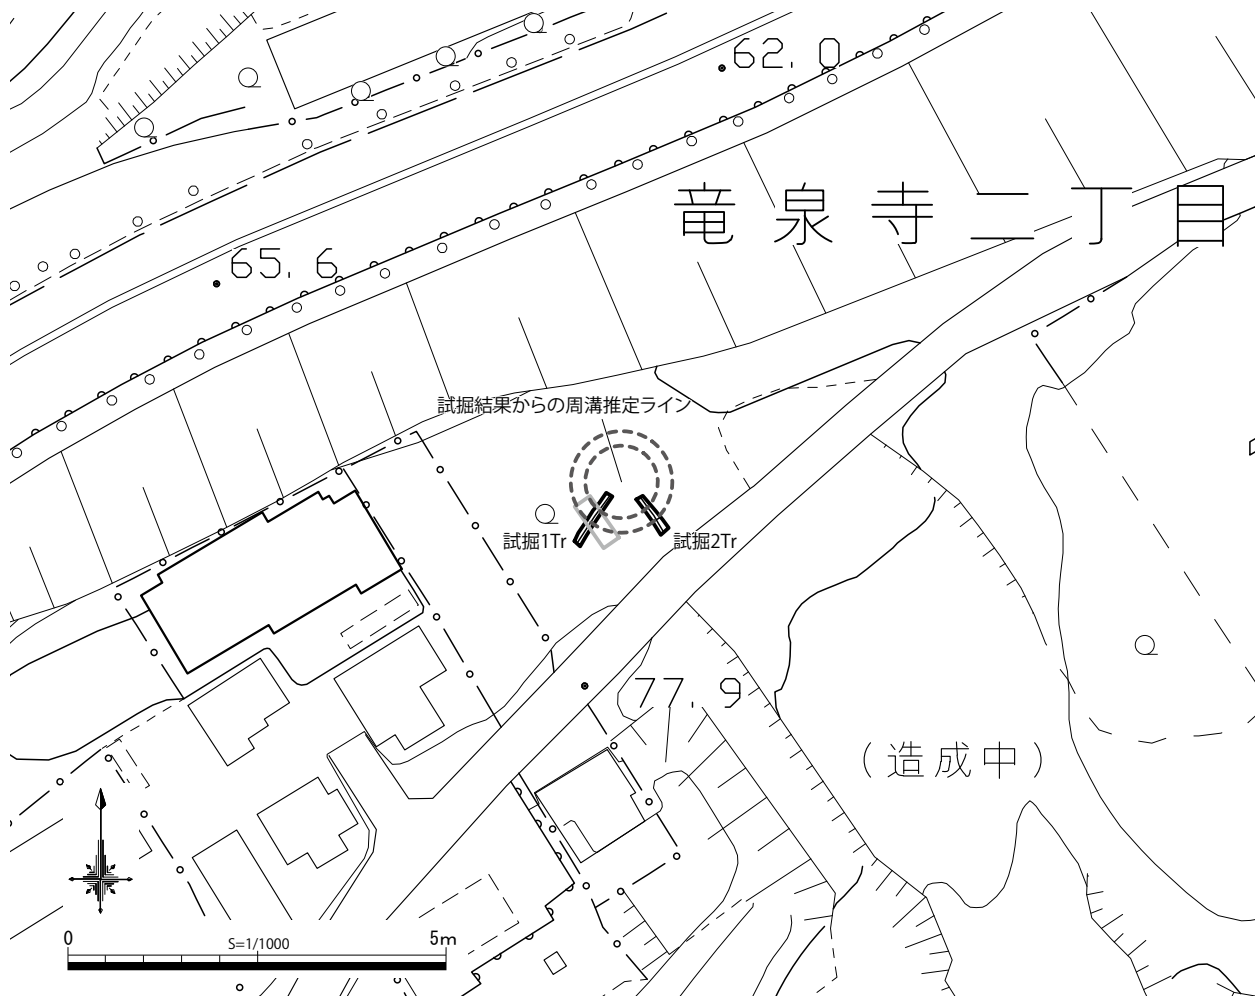 62.0
竜泉寺二丁目
65.6
試掘結果からの周溝推定ライン
試掘1Tr
試掘2Tr
77.9
(造成中)
0
S=1/1000
5m